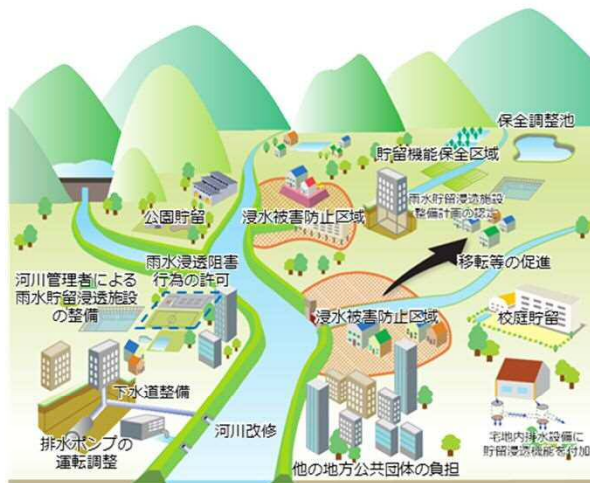 保全調整池
貯留機能保全区域
雨水貯留浸透施設
整備計画の認定
公園貯留
浸水被害防止区域
移転等の促進
河川管理者による
雨水貯留浸透施設
の整備
雨水浸透阻害
行為の許可
浸水被害防止区域
校庭貯留
下水道整備
排水ポンプの
運転調整
河川改修
他の地方公共団体の負担
宅地内排水設備に
貯留浸透機能を付加